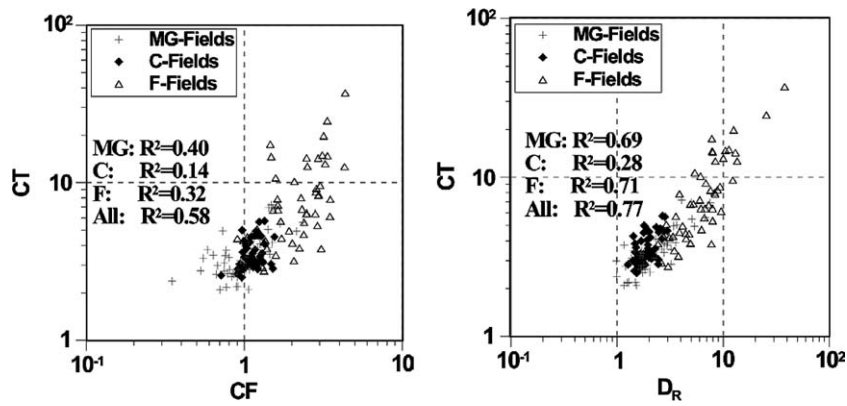 10²
MG-Fields
C-Fields
F-Fields
MG: R²=0.40
C: R²=0.14
F: R²=0.32
All: R²=0.58
CT
10
1
10⁻¹
1
10
CF
10²
MG-Fields
C-Fields
F-Fields
MG: R²=0.69
C: R²=0.28
F: R²=0.71
All: R²=0.77
CT
10
1
10⁻¹
1
10
10²
D_R